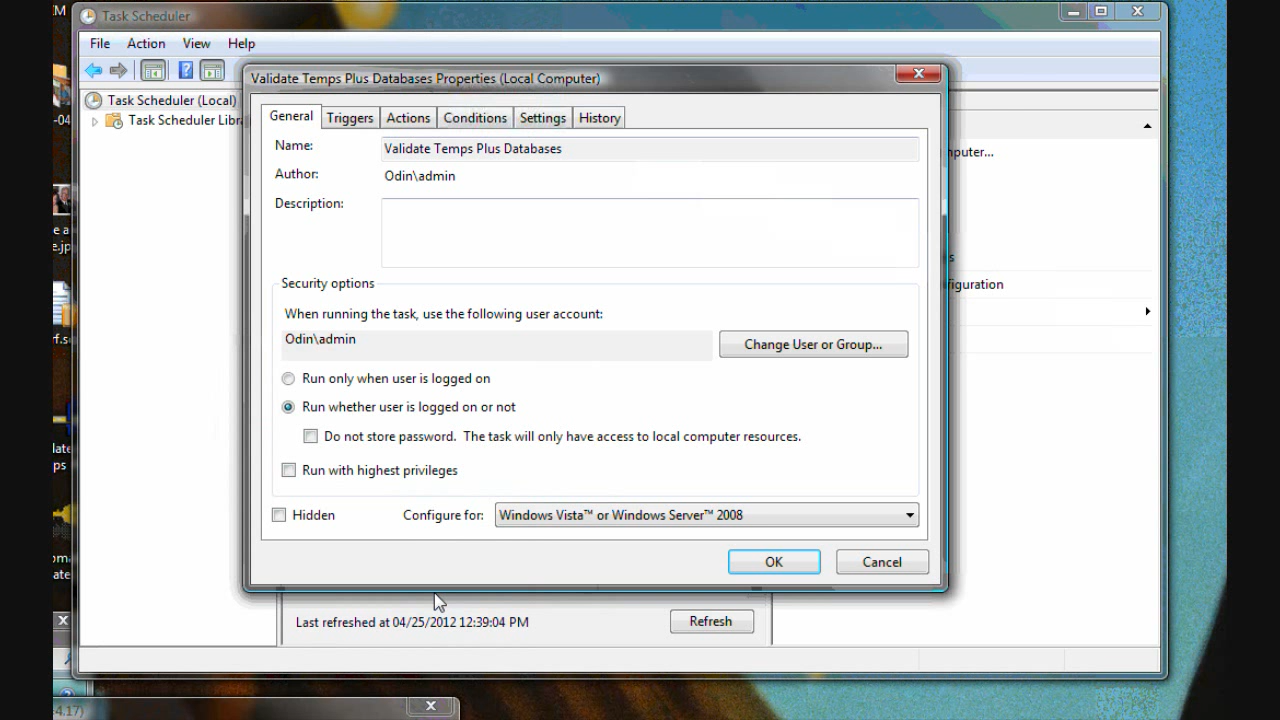 Task Scheduler
File Action View Help
Validate Temps Plus Databases Properties (Local Computer)
Task Scheduler (Local)
Task Scheduler Libr
General Triggers Actions Conditions Settings History
Name: Validate Temps Plus Databases
Author: Odin\admin
Description:
Security options
When running the task, use the following user account:
Odin\admin
Change User or Group...
Run only when user is logged on
Run whether user is logged on or not
Do not store password. The task will only have access to local computer resources.
Run with highest privileges
Hidden Configure for: Windows Vista™ or Windows Server™ 2008
OK Cancel
Last refreshed at 04/25/2012 12:39:04 PM Refresh
mputer...
figuration
4.17)